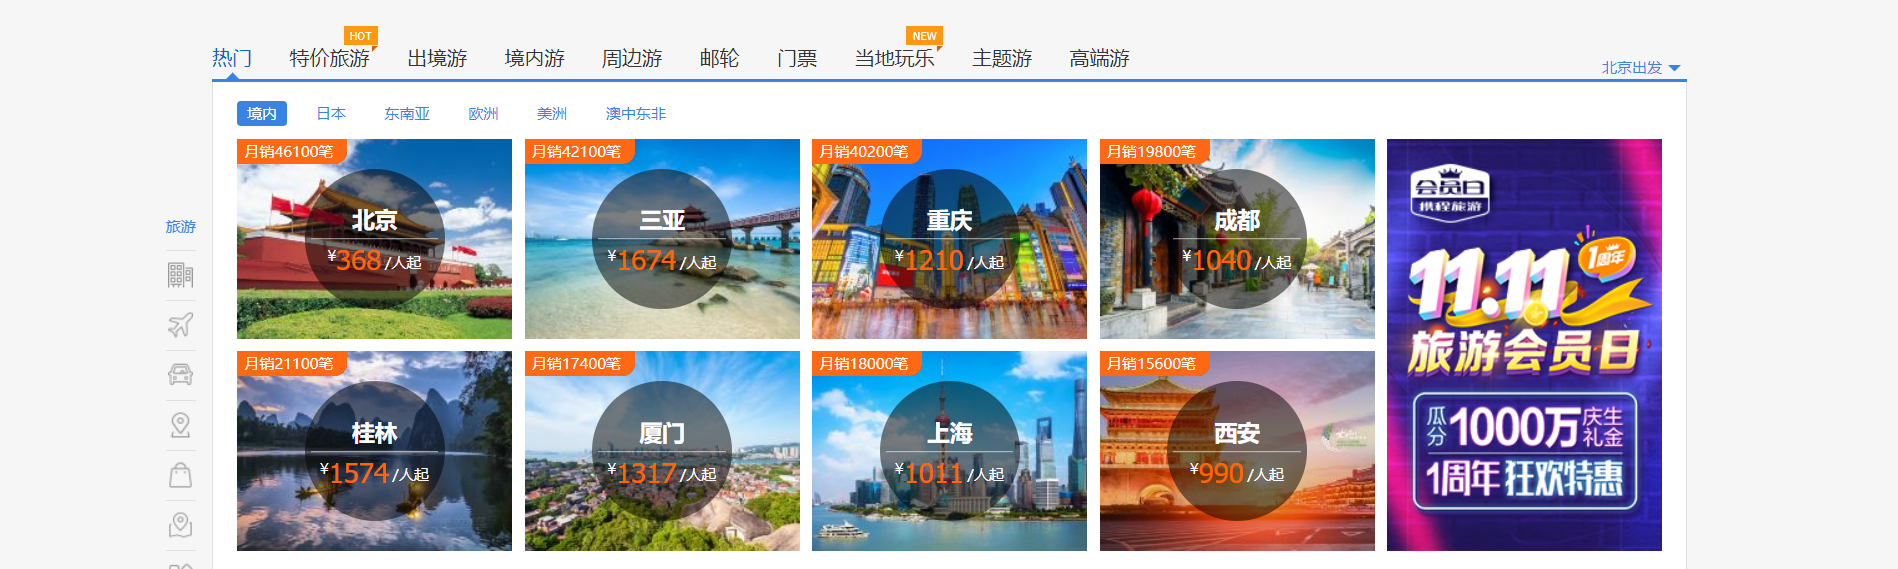 HOT
NEW
热门 特价旅游 出境游 境内游 周边游 邮轮 门票 当地玩乐 主题游 高端游
北京出发
境内 日本 东南亚 欧洲 美洲 澳中东非
旅游
月销46100笔
北京
¥368/人起
月销42100笔
三亚
¥1674/人起
月销40200笔
重庆
¥1210/人起
月销19800笔
成都
¥1040/人起
月销21100笔
桂林
¥1574/人起
月销17400笔
厦门
¥1317/人起
月销18000笔
上海
¥1011/人起
月销15600笔
西安
¥990/人起
会员日
携程旅游
11.11
1周年
旅游会员日
瓜分1000万庆生礼金
1周年狂欢特惠